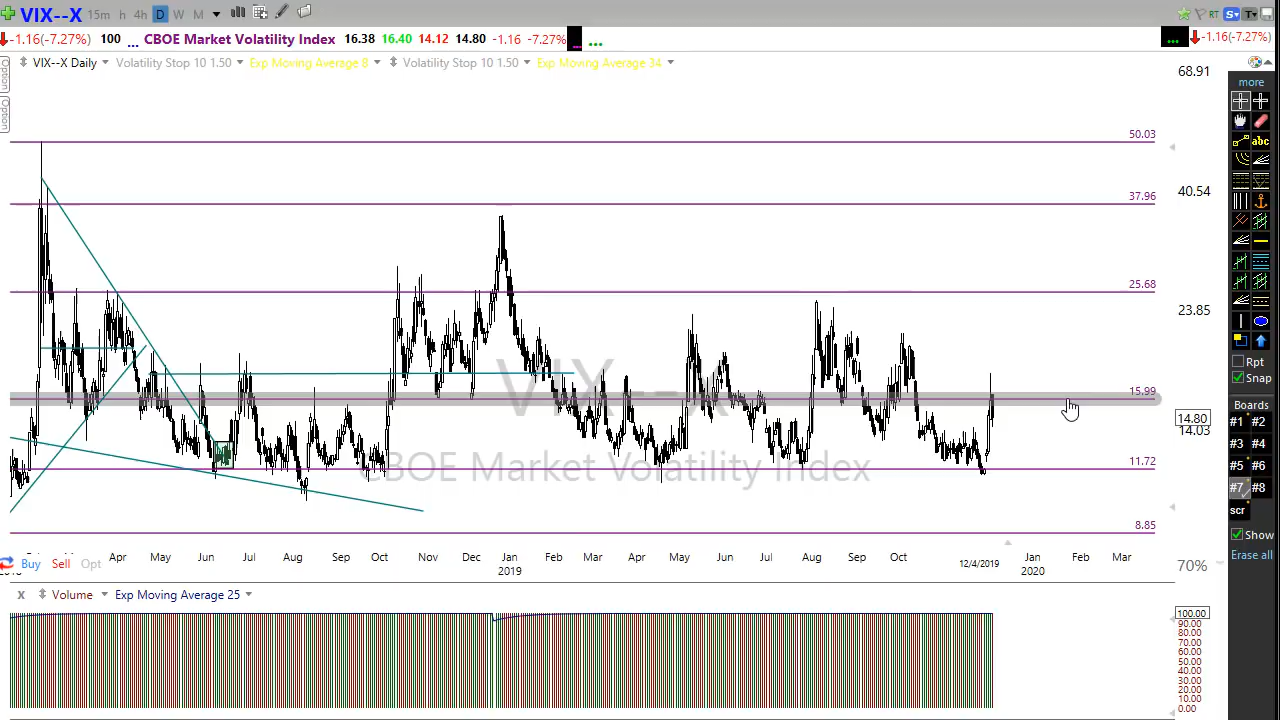 VIX--X 15m h 4h D W M RT S T
-1.16(-7.27%) 100 ... CBOE Market Volatility Index 16.38 16.40 14.12 14.80 -1.16 -7.27% ... ... -1.16(-7.27%)
VIX--X Daily Volatility Stop 10 1.50 Exp Moving Average 8 Volatility Stop 10 1.50 Exp Moving Average 34
Option
Option
68.91
50.03
40.54
37.96
25.68
23.85
15.99
14.80
14.03
11.72
8.85
VIX--X
CBOE Market Volatility Index
Apr May Jun Jul Aug Sep Oct Nov Dec Jan Feb Mar Apr May Jun Jul Aug Sep Oct 12/4/2019 Jan Feb Mar
2019 2020
Buy Sell Opt 70%
x Volume Exp Moving Average 25
100.00
90.00
80.00
70.00
60.00
50.00
40.00
30.00
20.00
10.00
0.00
more
abc
Rpt
Snap
Boards
#1 #2
#3 #4
#5 #6
#7 #8
scr
Show
Erase all